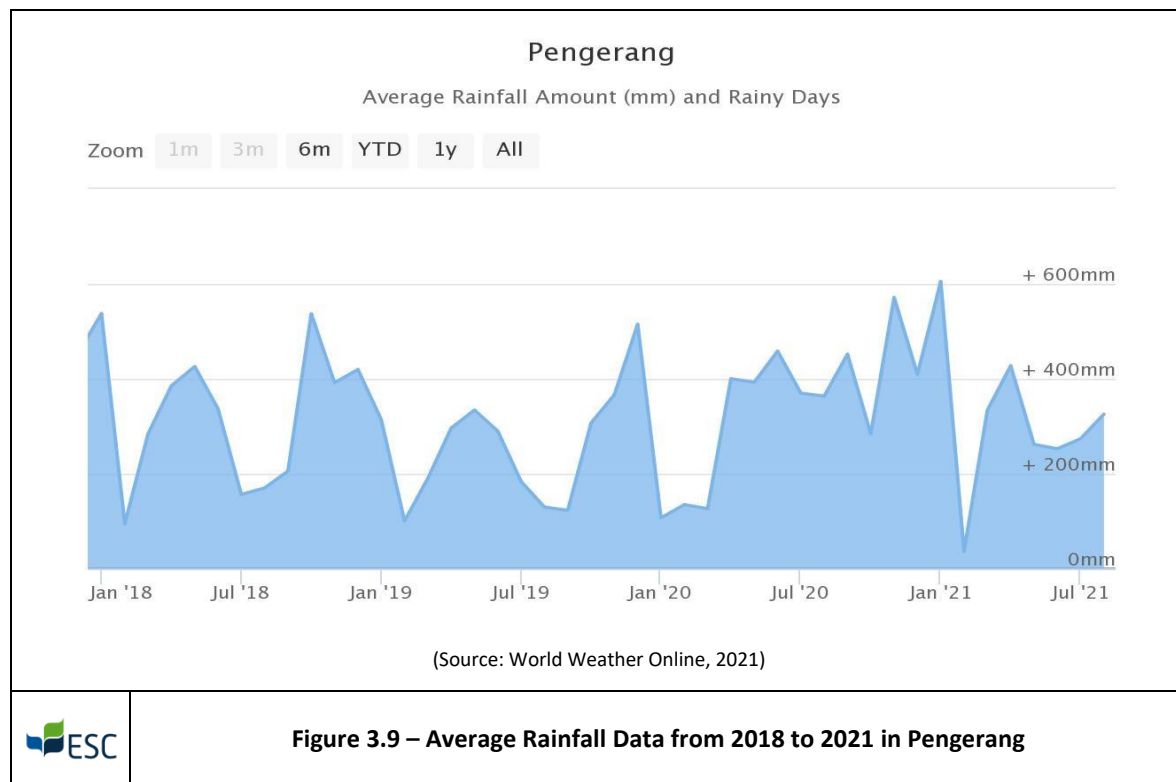 Pengerang
Average Rainfall Amount (mm) and Rainy Days
Zoom 1m 3m 6m YTD 1y All
+ 600mm
+ 400mm
+ 200mm
0mm
Jan '18 Jul '18 Jan '19 Jul '19 Jan '20 Jul '20 Jan '21 Jul '21
(Source: World Weather Online, 2021)
ESC
Figure 3.9 – Average Rainfall Data from 2018 to 2021 in Pengerang